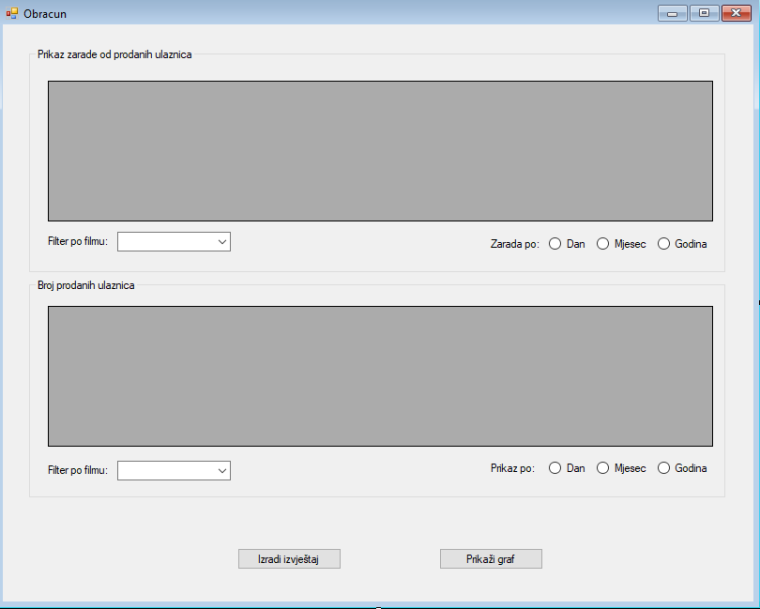 Obracun
Prikaz zarade od prodanih ulaznica
Filter po filmu:
Zarada po: Dan Mjesec Godina
Broj prodanih ulaznica
Filter po filmu:
Prikaz po: Dan Mjesec Godina
Izradi izvještaj Prikaži graf